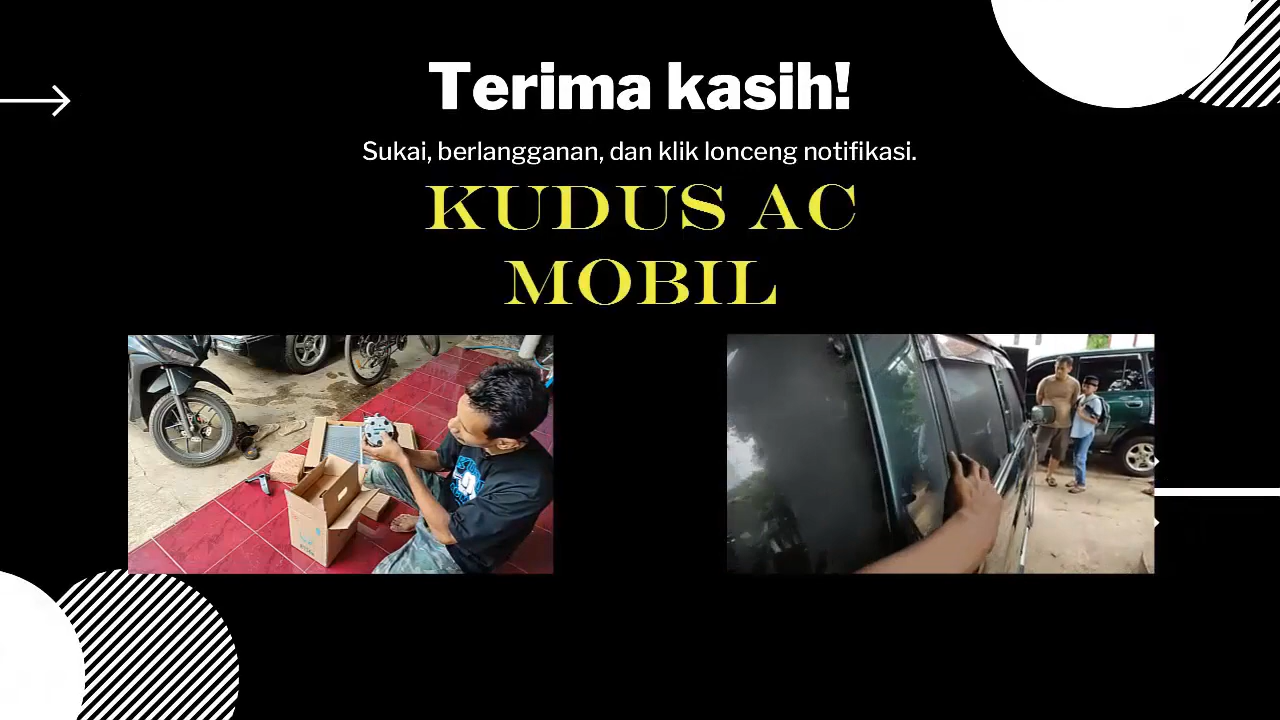 Terima kasih!
Sukai, berlangganan, dan klik lonceng notifikasi.
KUDUS AC
MOBIL